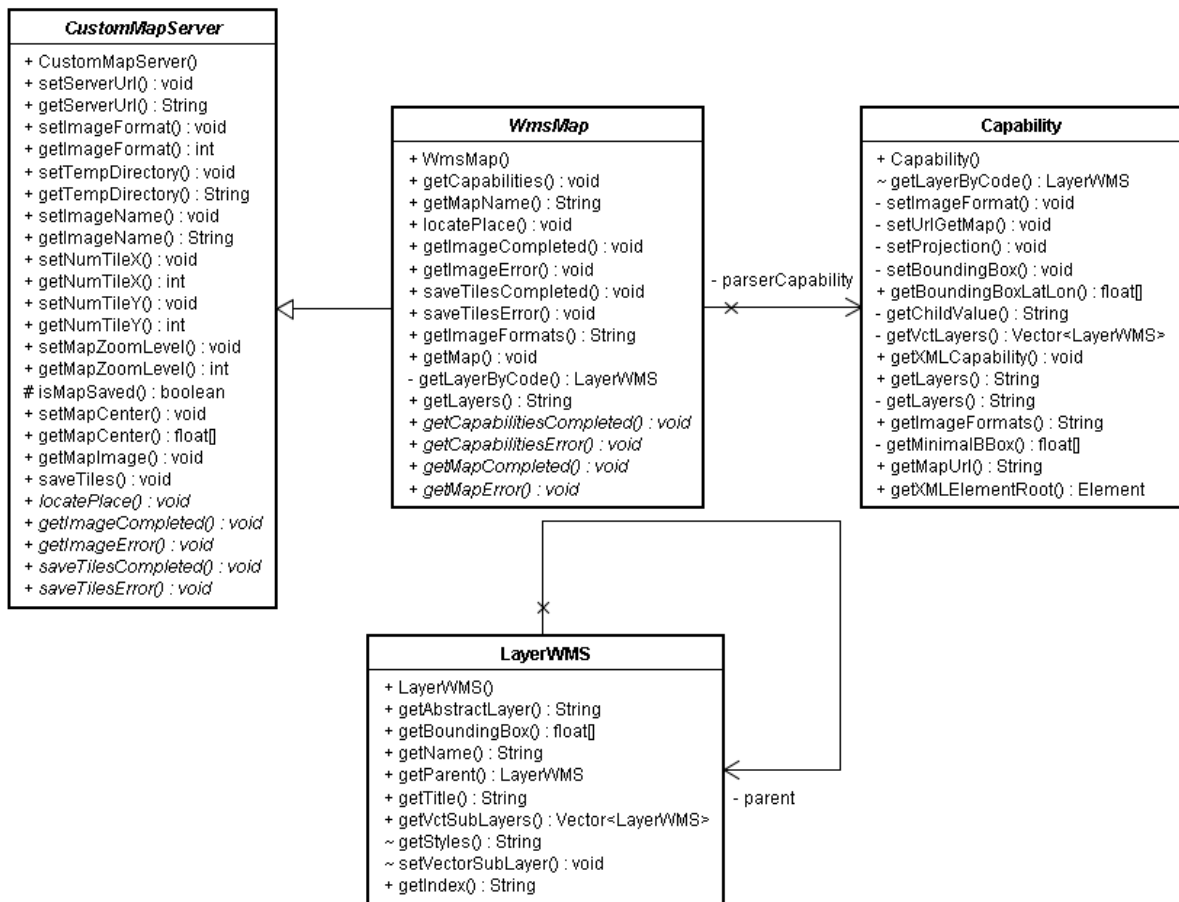 CustomMapServer
+ CustomMapServer()
+ setServerUrl() : void
+ getServerUrl() : String
+ setImageFormat() : void
+ getImageFormat() : int
+ setTempDirectory() : void
+ getTempDirectory() : String
+ setImageName() : void
+ getImageName() : String
+ setNumTileX() : void
+ getNumTileX() : int
+ setNumTileY() : void
+ getNumTileY() : int
+ setMapZoomLevel() : void
+ getMapZoomLevel() : int
# isMapSaved() : boolean
+ setMapCenter() : void
+ getMapCenter() : float[]
+ getMapImage() : void
+ saveTiles() : void
+ locatePlace() : void
+ getImageCompleted() : void
+ getImageError() : void
+ saveTilesCompleted() : void
+ saveTilesError() : void
WmsMap
+ WmsMap()
+ getCapabilities() : void
+ getMapName() : String
+ locatePlace() : void
+ getImageCompleted() : void
+ getImageError() : void
+ saveTilesCompleted() : void
+ saveTilesError() : void
+ getImageFormats() : String
+ getMap() : void
- getLayerByCode() : LayerWMS
+ getLayers() : String
+ getCapabilitiesCompleted() : void
+ getCapabilitiesError() : void
+ getMapCompleted() : void
+ getMapError() : void
- parserCapability
Capability
+ Capability()
~ getLayerByCode() : LayerWMS
- setImageFormat() : void
- setUrlGetMap() : void
- setProjection() : void
- setBoundingBox() : void
+ getBoundingBoxLatLon() : float[]
- getChildValue() : String
- getVctLayers() : Vector<LayerWMS>
+ getXMLCapability() : void
+ getLayers() : String
- getLayers() : String
+ getImageFormats() : String
- getMinimalBBox() : float[]
+ getMapUrl() : String
+ getXMLElementRoot() : Element
LayerWMS
+ LayerWMS()
+ getAbstractLayer() : String
+ getBoundingBox() : float[]
+ getName() : String
+ getParent() : LayerWMS
+ getTitle() : String
+ getVctSubLayers() : Vector<LayerWMS>
~ getStyles() : String
~ setVectorSubLayer() : void
+ getIndex() : String
- parent